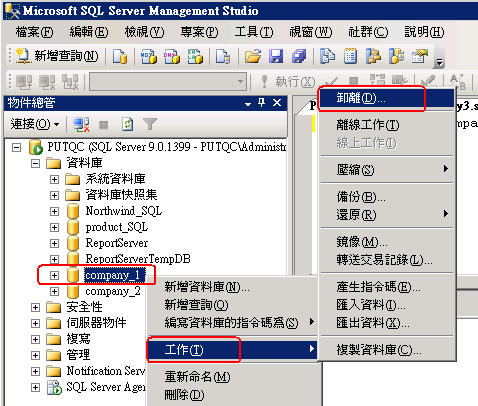 Microsoft SQL Server Management Studio
檔案(F) 編輯(E) 檢視(V) 專案(P) 工具(T) 視窗(W) 社群(C) 說明(H)
新增查詢(N)
執行(X)
物件總管
連接(O)
PUTQC (SQL Server 9.0.1399 - PUTQC\Administ
資料庫
系統資料庫
資料庫快照集
Northwind_SQL
product_SQL
ReportServer
ReportServerTempDB
company_1
company_2
安全性
伺服器物件
複寫
管理
Notification Serv
SQL Server Agen
新增資料庫(N)...
新增查詢(Q)
編寫資料庫的指令碼為(S)
工作(T)
重新命名(M)
刪除(D)
卸離(D)...
離線工作(T)
線上工作(I)
壓縮(S)
備份(B)...
還原(R)
鏡像(M)...
轉送交易記錄(L)...
產生指令碼(E)...
匯入資料(I)...
匯出資料(X)...
複製資料庫(C)...